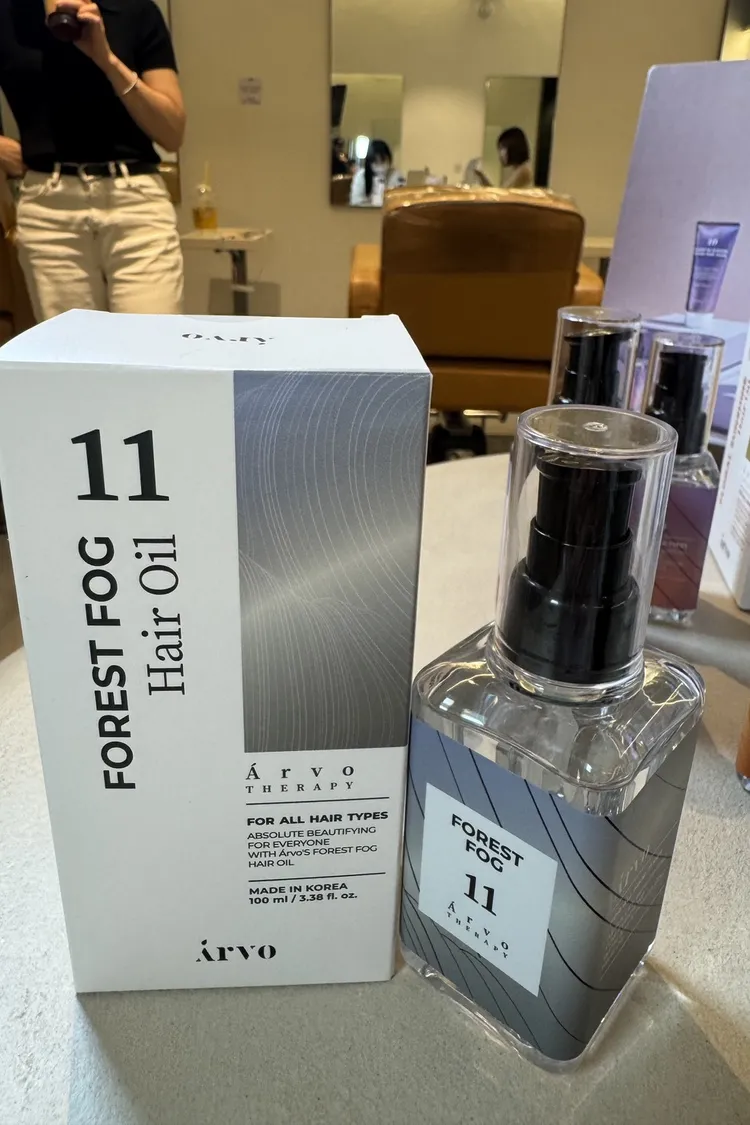 Árvo
11
FOREST FOG
Hair Oil
Árvo
THERAPY
FOR ALL HAIR TYPES
ABSOLUTE BEAUTIFYING
FOR EVERYONE
WITH Árvo'S FOREST FOG
HAIR OIL
MADE IN KOREA
100 ml / 3.38 fl. oz.
árvo
FOREST
FOG
11
Árvo
THERAPY